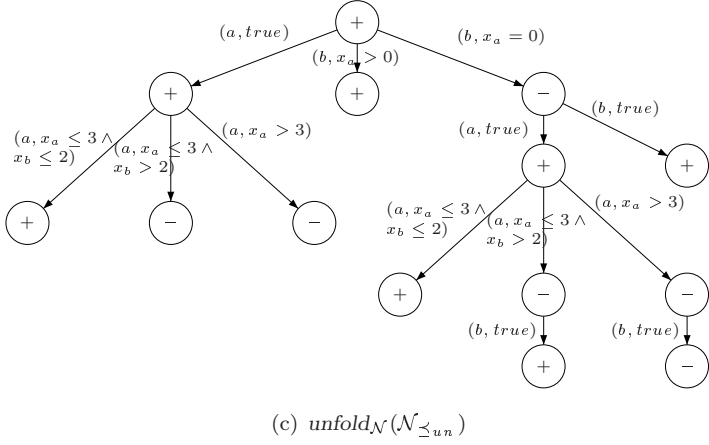 +
(a, true)
(b, x_a > 0)
(b, x_a = 0)
+
+
−
(a, x_a ≤ 3 ∧
x_b ≤ 2)
(a, x_a ≤ 3 ∧
x_b > 2)
(a, x_a > 3)
(a, true)
(b, true)
+
+
+
−
−
(a, x_a ≤ 3 ∧
x_b ≤ 2)
(a, x_a ≤ 3 ∧
x_b > 2)
(a, x_a > 3)
+
−
−
(b, true)
(b, true)
+
−
(c) unfold_𝒩(𝒩_⪯un)